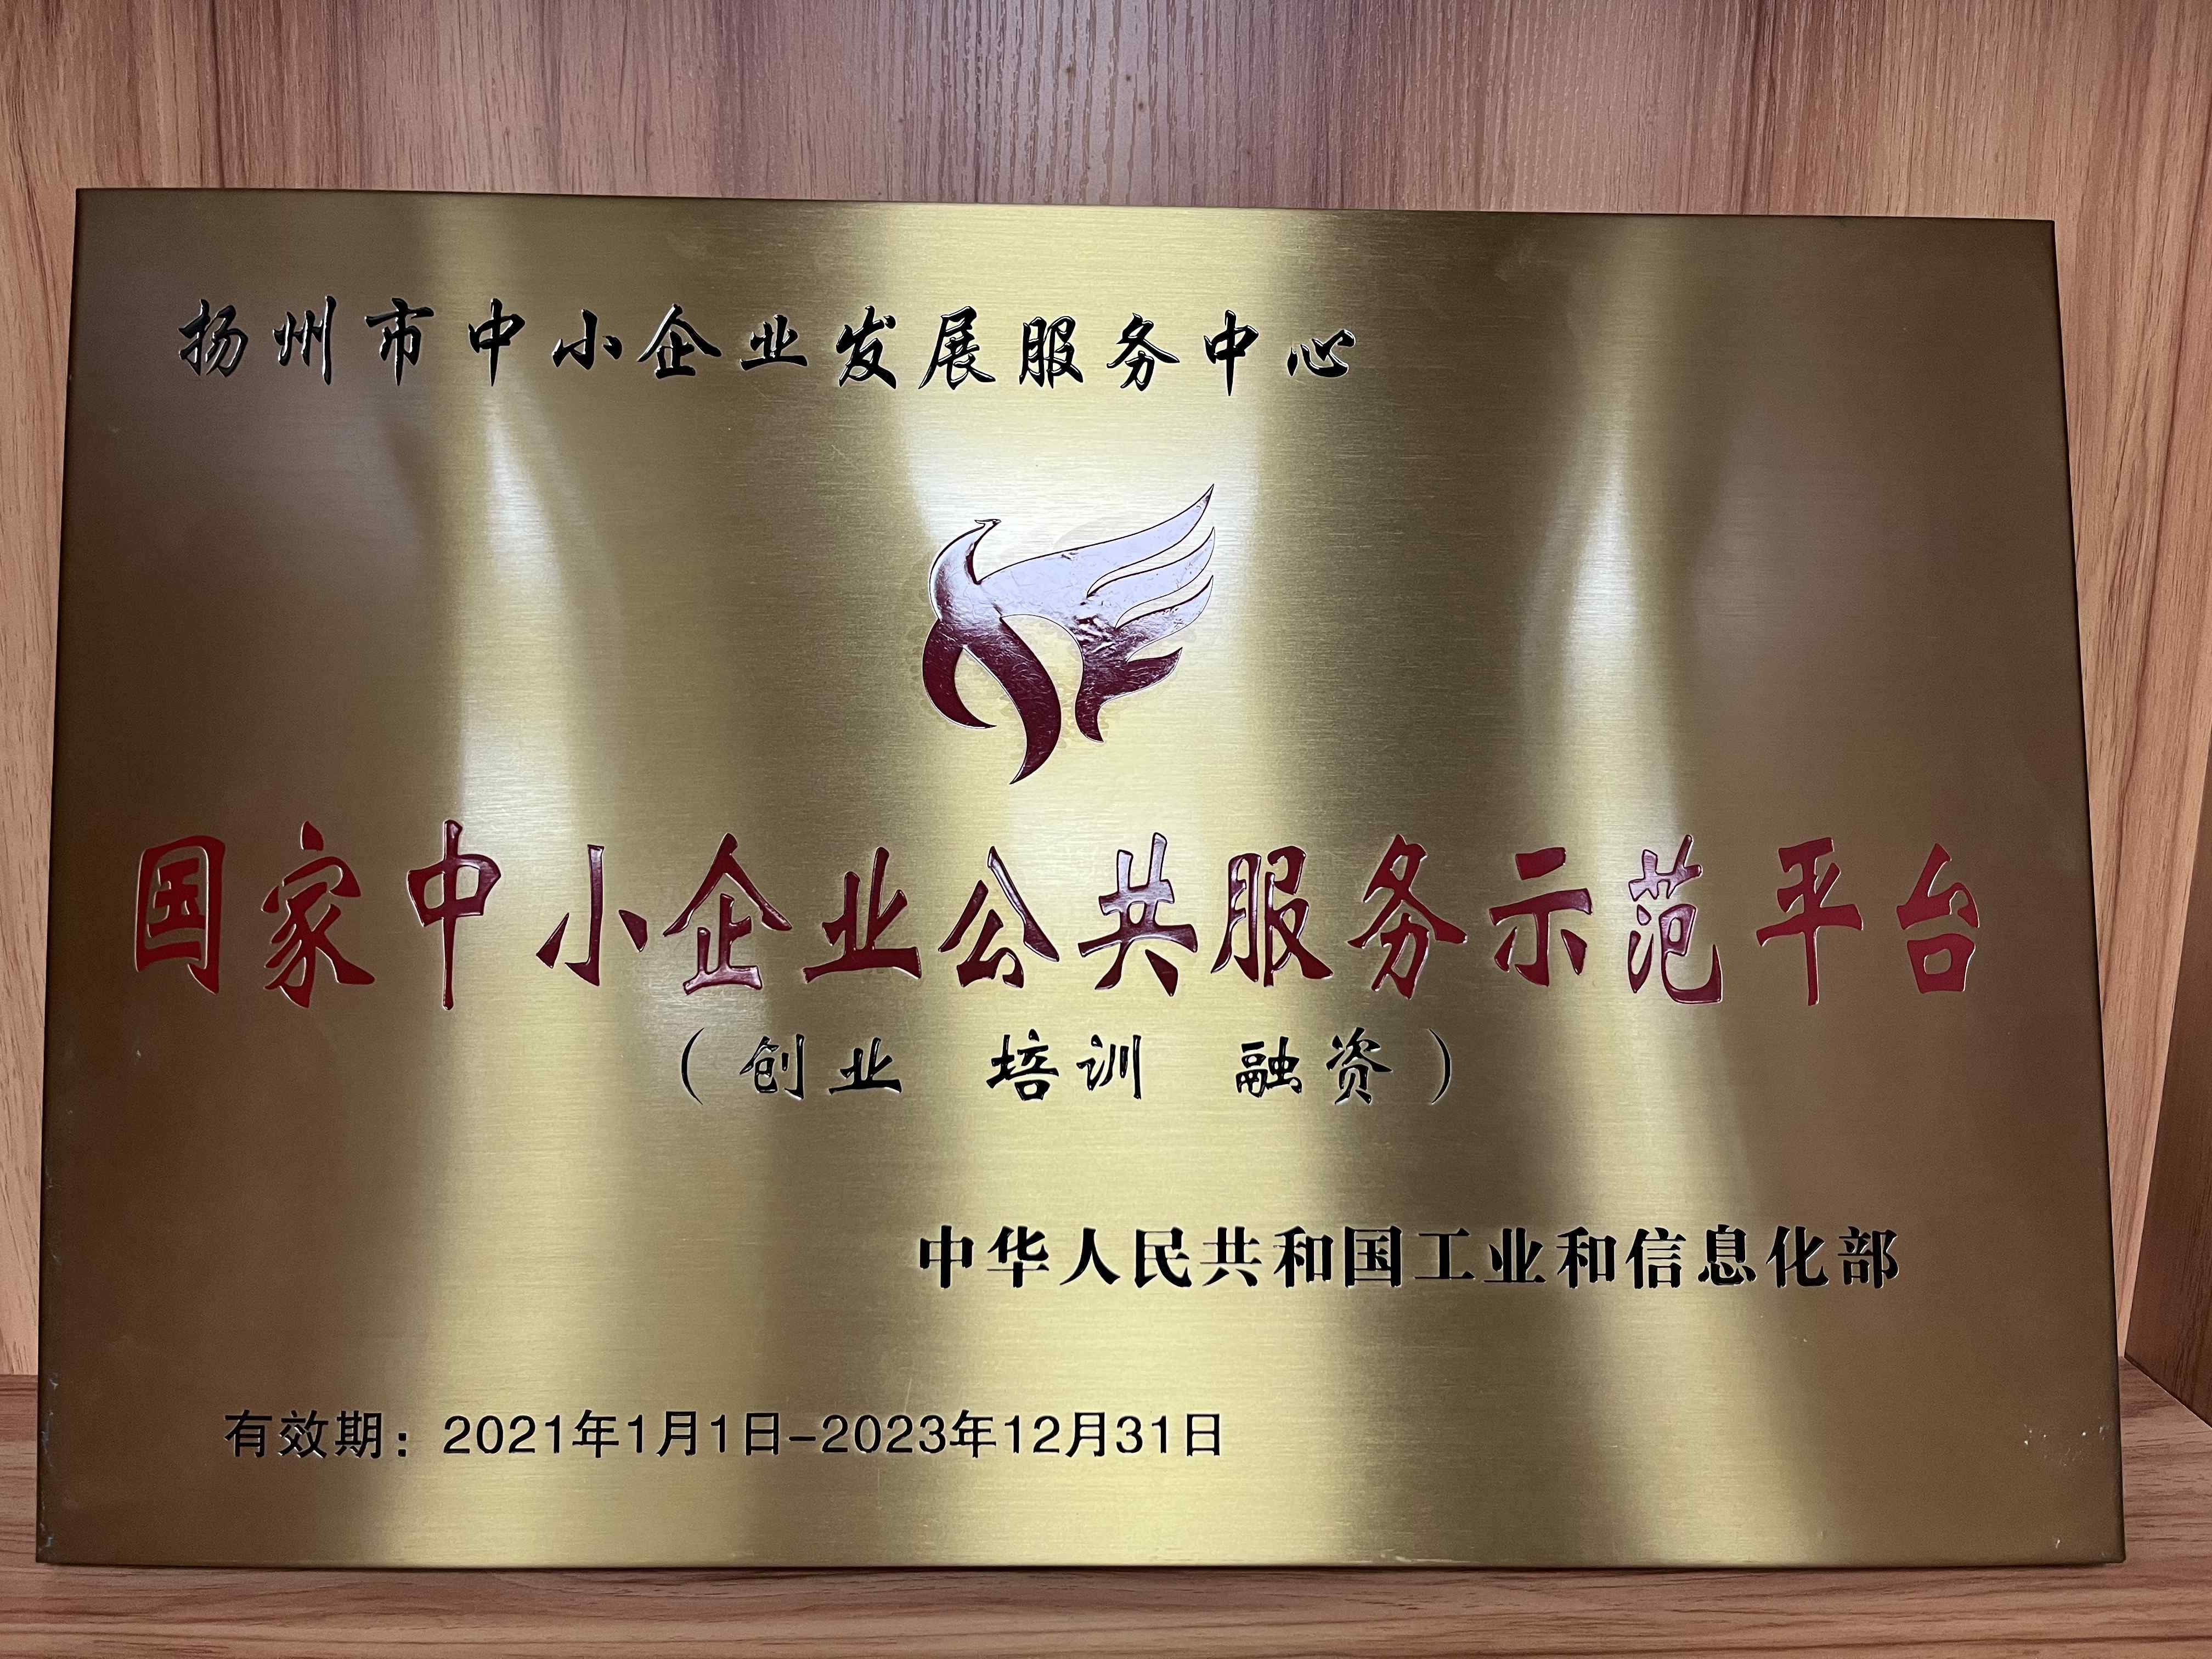 扬州市中小企业发展服务中心
国家中小企业公共服务示范平台
（创业 培训 融资）
中华人民共和国工业和信息化部
有效期：2021年1月1日-2023年12月31日